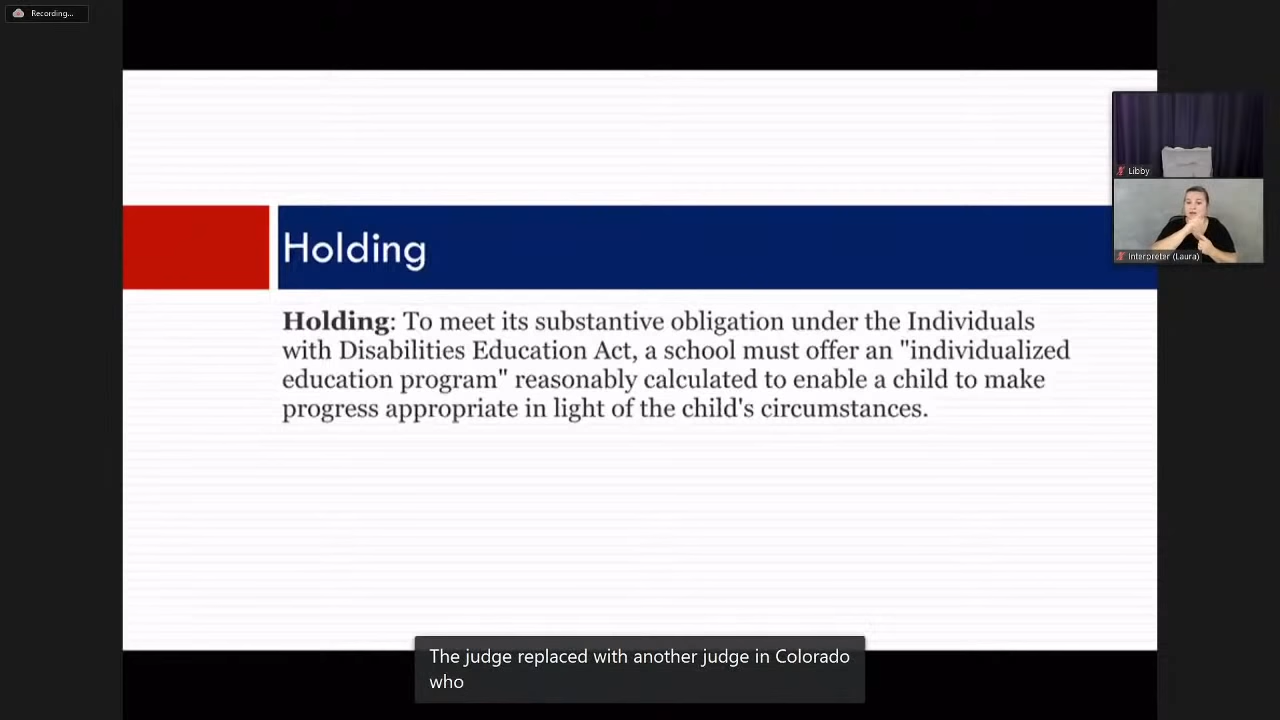 Recording...
Holding
Holding: To meet its substantive obligation under the Individuals
with Disabilities Education Act, a school must offer an "individualized
education program" reasonably calculated to enable a child to make
progress appropriate in light of the child's circumstances.
Libby
Interpreter (Laura)
The judge replaced with another judge in Colorado
who